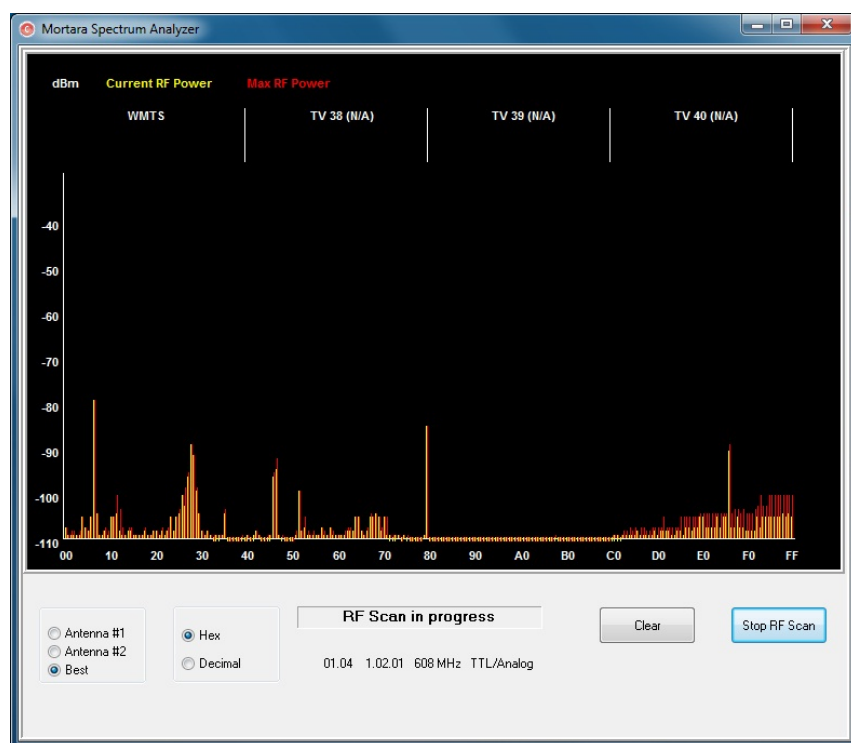 Mortara Spectrum Analyzer
dBm Current RF Power Max RF Power
WMTS TV 38 (N/A) TV 39 (N/A) TV 40 (N/A)
-40
-50
-60
-70
-80
-90
-100
-110
00 10 20 30 40 50 60 70 80 90 A0 B0 C0 D0 E0 F0 FF
RF Scan in progress
Clear
Stop RF Scan
Antenna #1
Antenna #2
Best
Hex
Decimal
01.04 1.02.01 608 MHz TTL/Analog